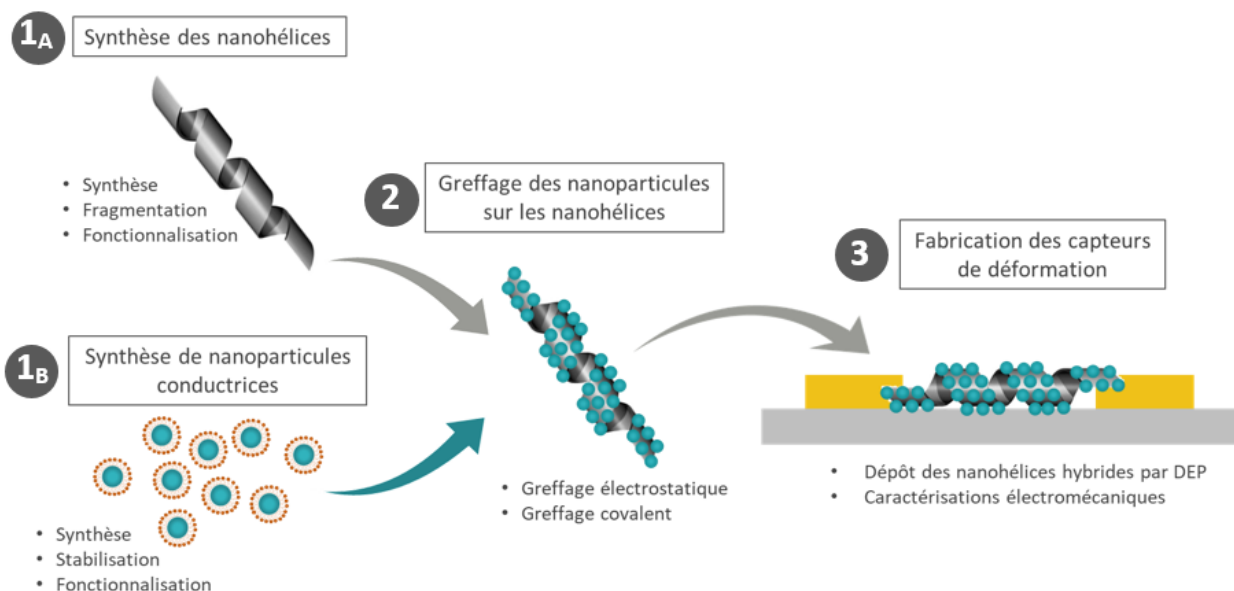 1A
Synthèse des nanohélices
• Synthèse
• Fragmentation
• Fonctionnalisation
1B
Synthèse de nanoparticules
conductrices
• Synthèse
• Stabilisation
• Fonctionnalisation
2
Greffage des nanoparticules
sur les nanohélices
• Greffage électrostatique
• Greffage covalent
3
Fabrication des capteurs
de déformation
• Dépôt des nanohélices hybrides par DEP
• Caractérisations électromécaniques